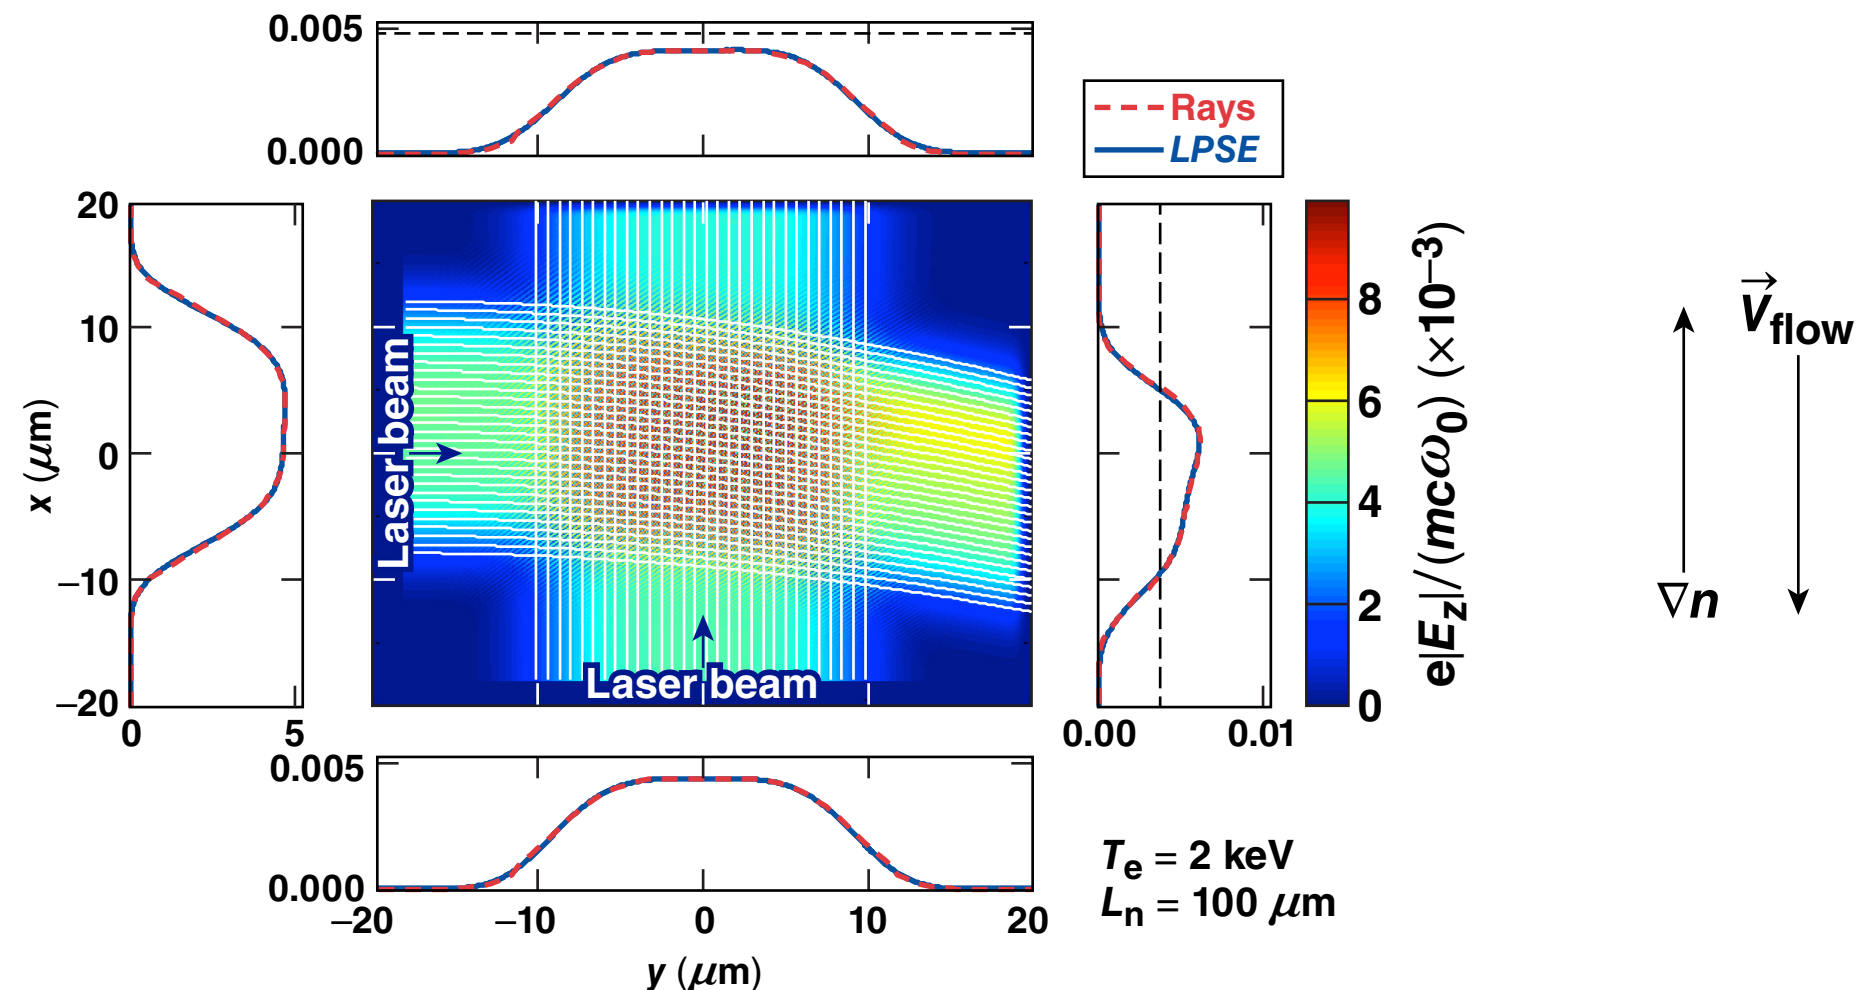 0.005
0.000
Rays
LPSE
20
10
0
−10
−20
x (μm)
0
5
Laser beam
Laser beam
0.00
0.01
8
6
4
2
0
e|E_z|/(mcω_0) (×10^−3)
∇n
V⃗_flow
0.005
0.000
−20
−10
0
10
20
y (μm)
T_e = 2 keV
L_n = 100 μm